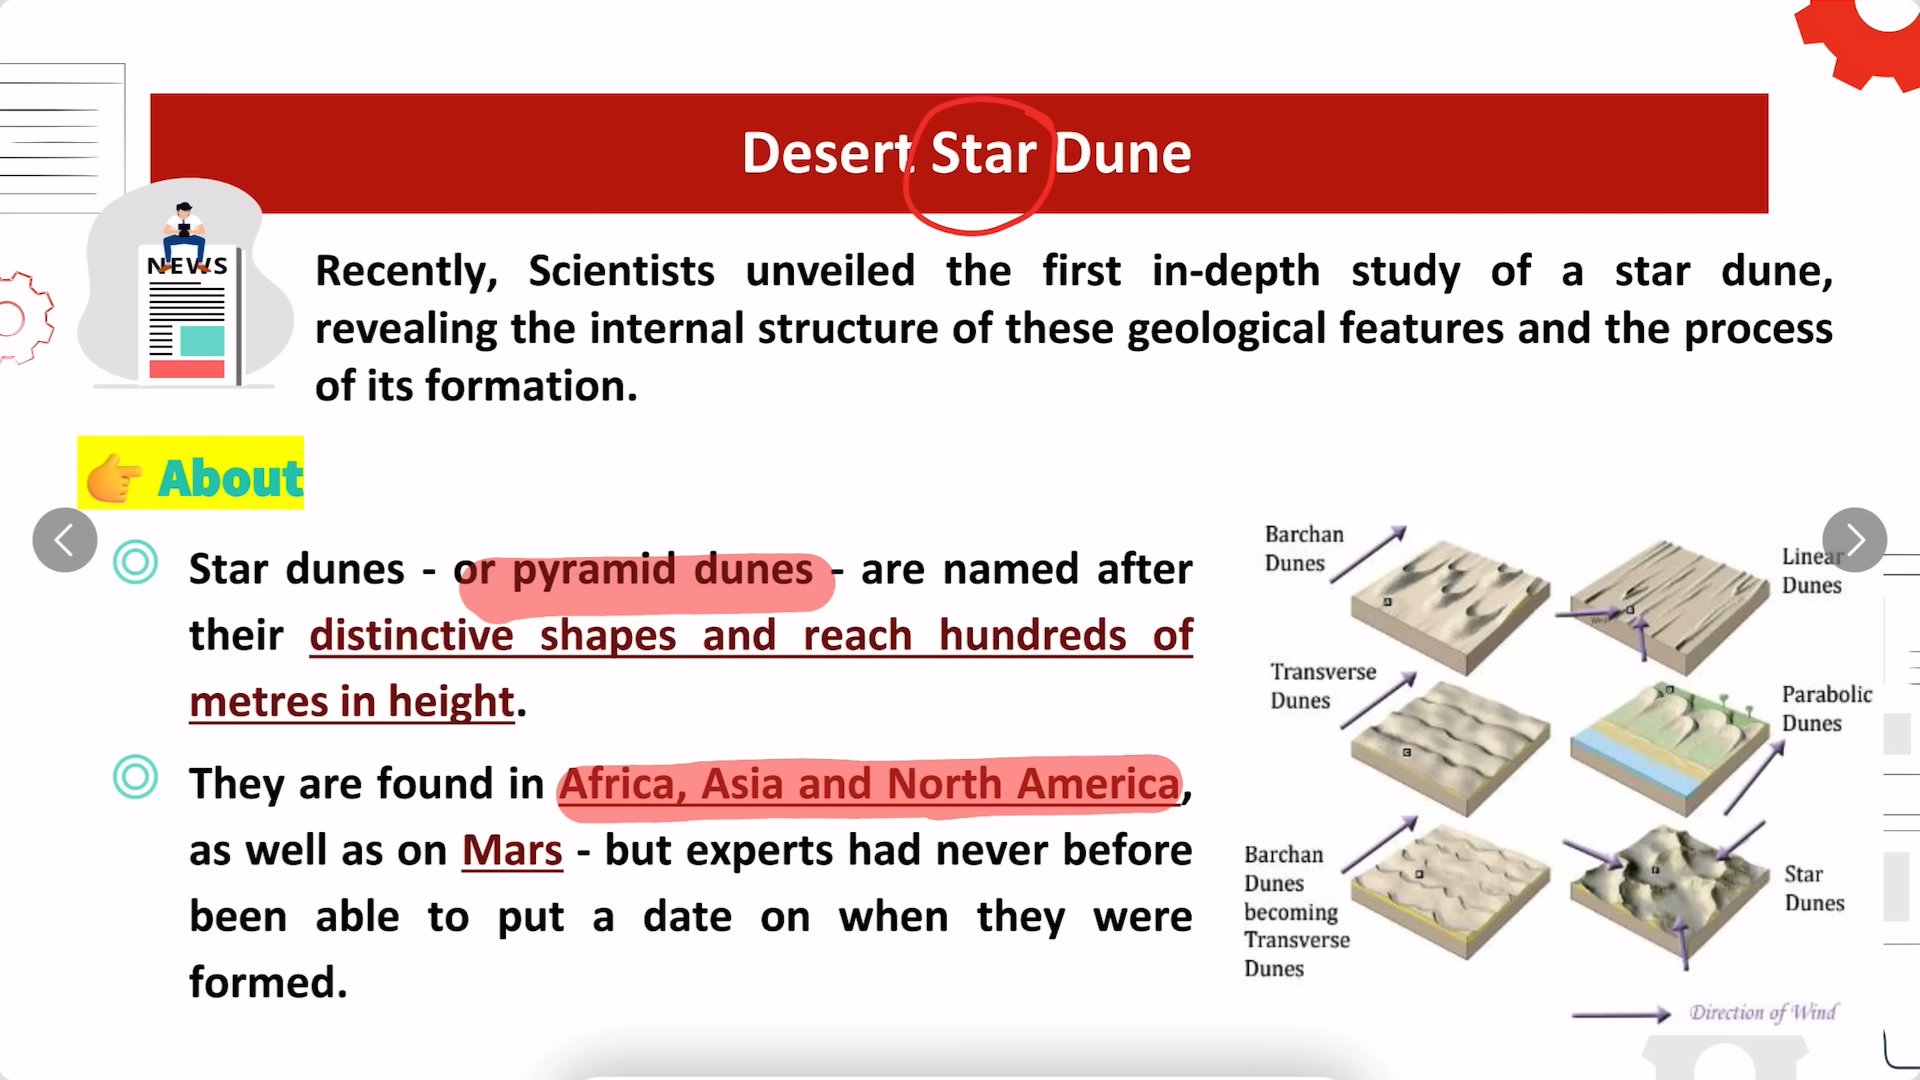 Desert Star Dune
NEWS
Recently, Scientists unveiled the first in-depth study of a star dune,
revealing the internal structure of these geological features and the process
of its formation.
👉 About
Star dunes - or pyramid dunes - are named after
their distinctive shapes and reach hundreds of
metres in height.
They are found in Africa, Asia and North America,
as well as on Mars - but experts had never before
been able to put a date on when they were
formed.
Barchan
Dunes
Linear
Dunes
Transverse
Dunes
Parabolic
Dunes
Barchan
Dunes
becoming
Transverse
Dunes
Star
Dunes
Direction of Wind